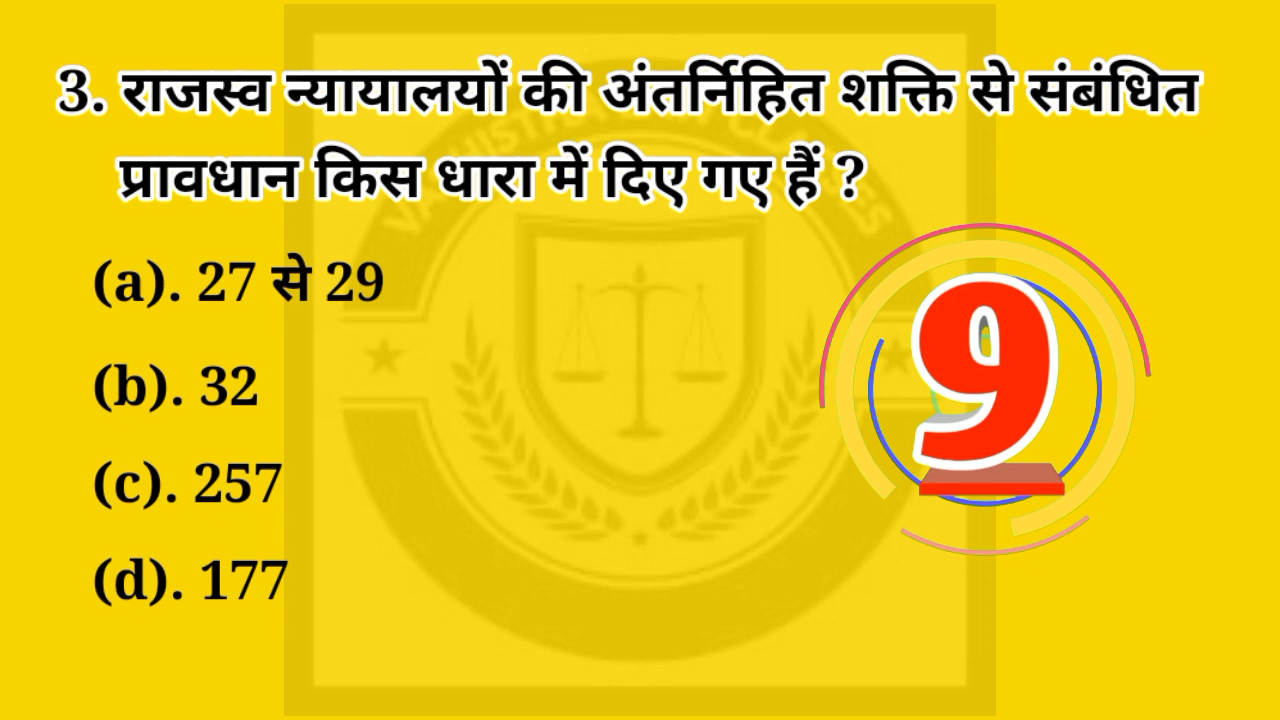 3. राजस्व न्यायालयों की अंतर्निहित शक्ति से संबंधित
प्रावधान किस धारा में दिए गए हैं ?
(a). 27 से 29
(b). 32
(c). 257
(d). 177
9